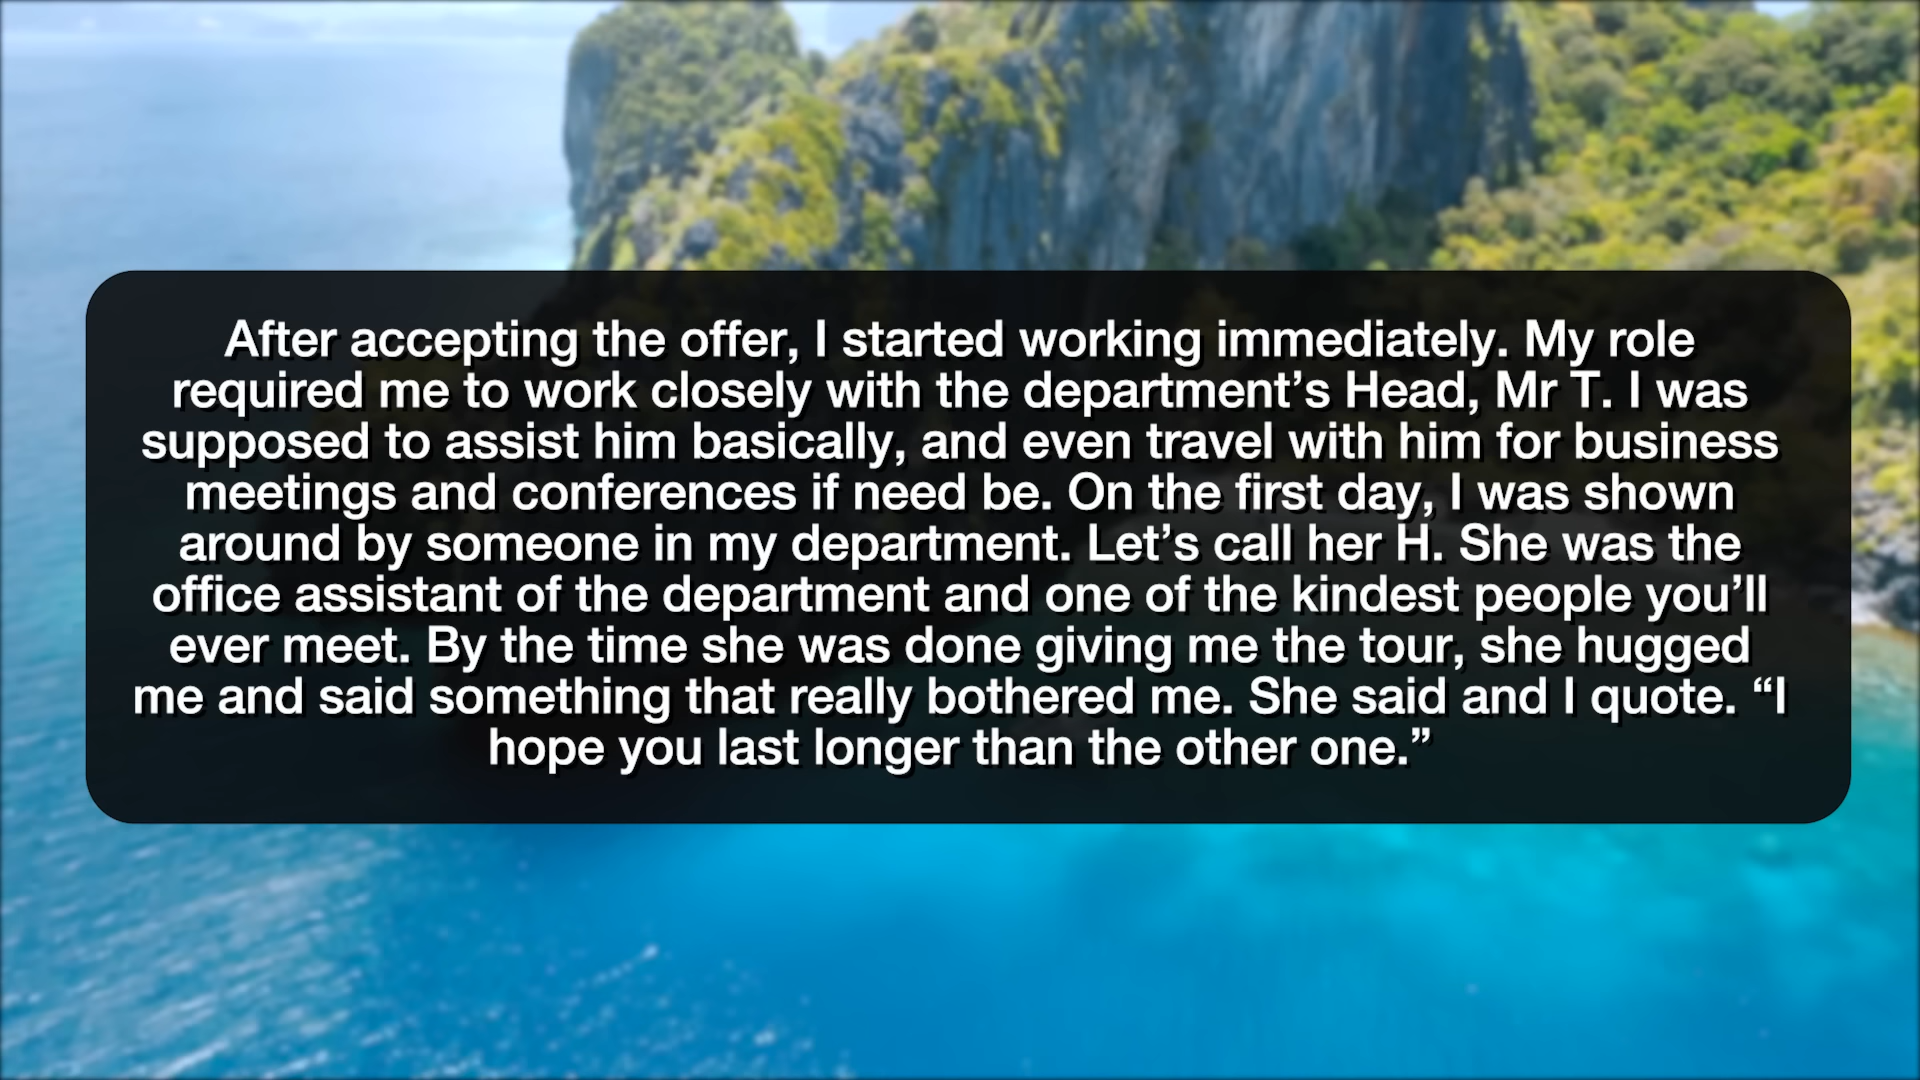 After accepting the offer, I started working immediately. My role
required me to work closely with the department’s Head, Mr T. I was
supposed to assist him basically, and even travel with him for business
meetings and conferences if need be. On the first day, I was shown
around by someone in my department. Let’s call her H. She was the
office assistant of the department and one of the kindest people you’ll
ever meet. By the time she was done giving me the tour, she hugged
me and said something that really bothered me. She said and I quote. “I
hope you last longer than the other one.”